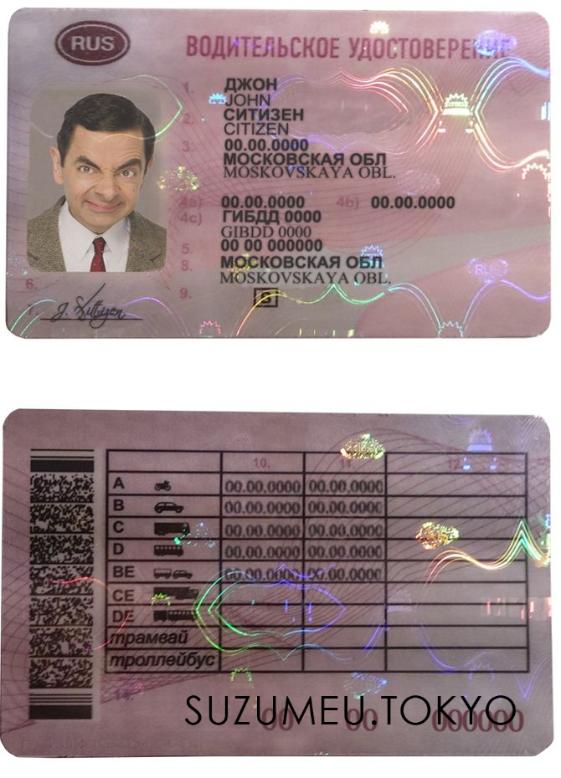 RUS
ВОДИТЕЛЬСКОЕ УДОСТОВЕРЕНИЕ
1. ДЖОН
JOHN
2. СИТИЗЕН
CITIZEN
3. 00.00.0000
МОСКОВСКАЯ ОБЛ
MOSKOVSKAYA OBL.
4a) 00.00.0000 4b) 00.00.0000
4c) ГИБДД 0000
GIBDD 0000
5. 00 00 000000
8. МОСКОВСКАЯ ОБЛ
MOSKOVSKAYA OBL.
6.
7.
9. B
RUS
10. 11. 12.
A 00.00.0000 00.00.0000
B 00.00.0000 00.00.0000
C 00.00.0000 00.00.0000
D 00.00.0000 00.00.0000
BE 00.00.0000 00.00.0000
CE
DE
трамвай
троллейбус
SUZUMEU.TOKYO
00 00 000000